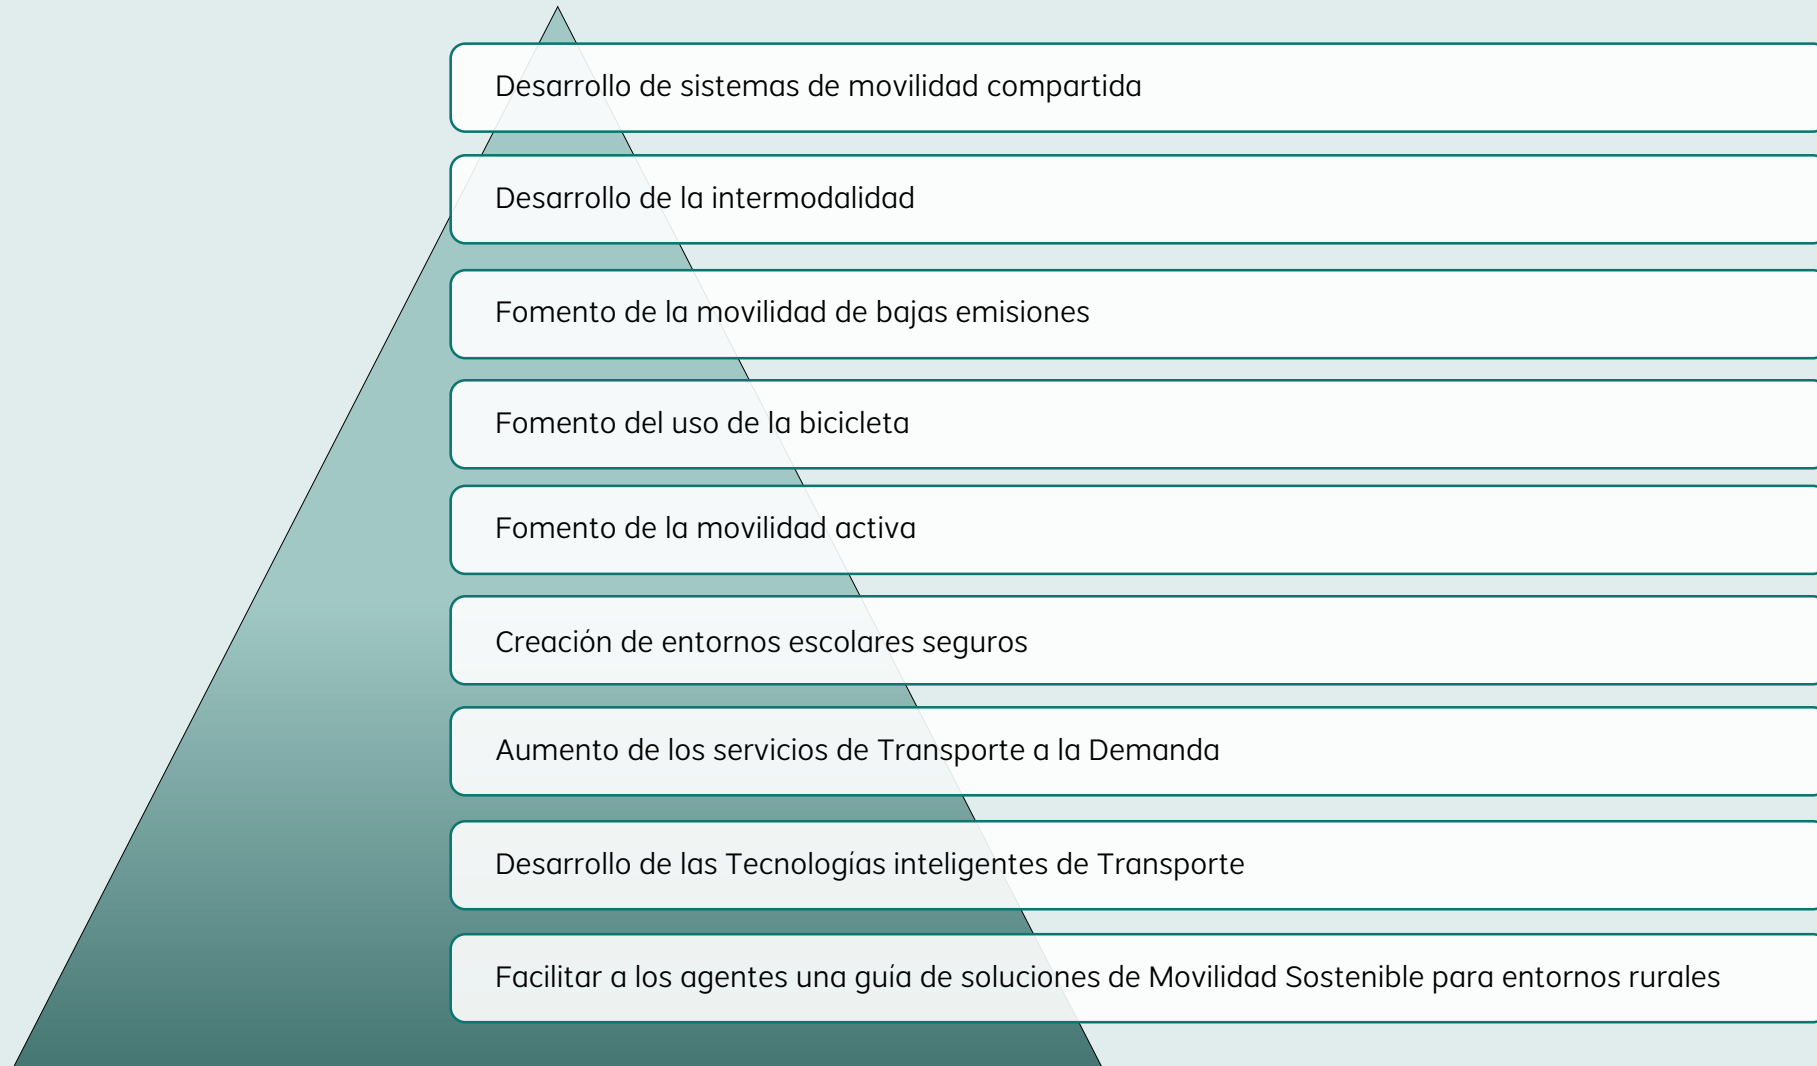 Desarrollo de sistemas de movilidad compartida
Desarrollo de la intermodalidad
Fomento de la movilidad de bajas emisiones
Fomento del uso de la bicicleta
Fomento de la movilidad activa
Creación de entornos escolares seguros
Aumento de los servicios de Transporte a la Demanda
Desarrollo de las Tecnologías inteligentes de Transporte
Facilitar a los agentes una guía de soluciones de Movilidad Sostenible para entornos rurales